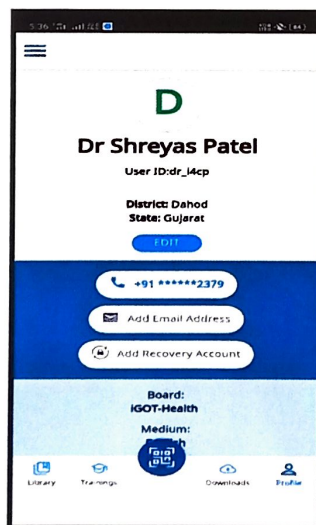 D
Dr Shreyas Patel
User ID:dr_i4cp
District: Dahod
State: Gujarat
EDIT
+91 ******2379
Add Email Address
Add Recovery Account
Board:
iGOT-Health
Medium:
Library
Trainings
Downloads
Profile